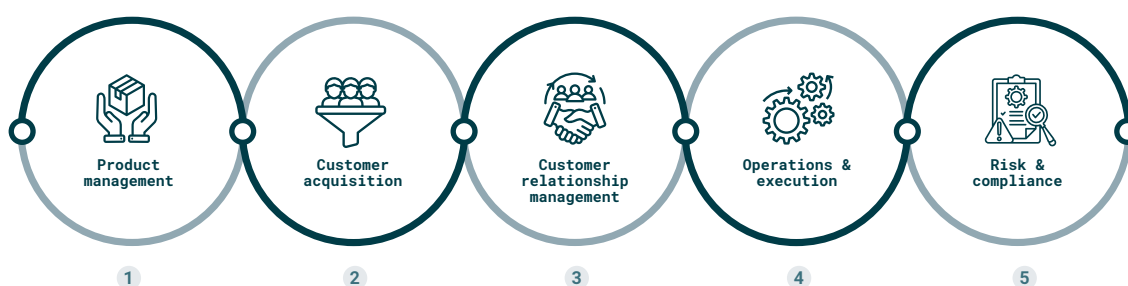 Product
management
Customer
acquisition
Customer
relationship
management
Operations &
execution
Risk &
compliance
1
2
3
4
5